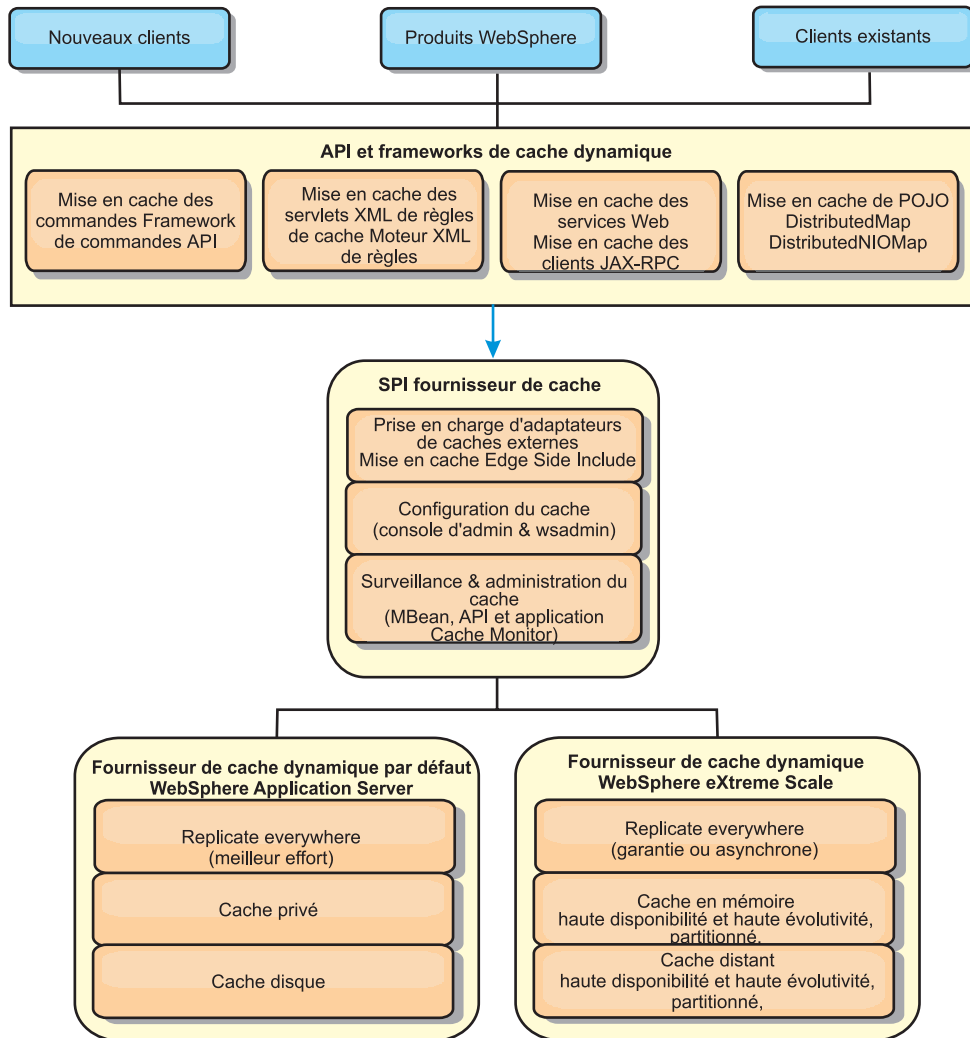 Nouveaux clients
Produits WebSphere
Clients existants
API et frameworks de cache dynamique
Mise en cache des
commandes Framework
de commandes API
Mise en cache des
servlets XML de règles
de cache Moteur XML
de règles
Mise en cache des
services Web
Mise en cache des
clients JAX-RPC
Mise en cache de POJO
DistributedMap
DistributedNIOMap
SPI fournisseur de cache
Prise en charge d'adaptateurs
de caches externes
Mise en cache Edge Side Include
Configuration du cache
(console d'admin & wsadmin)
Surveillance & administration du
cache
(MBean, API et application
Cache Monitor)
Fournisseur de cache dynamique par défaut
WebSphere Application Server
Replicate everywhere
(meilleur effort)
Cache privé
Cache disque
Fournisseur de cache dynamique
WebSphere eXtreme Scale
Replicate everywhere
(garantie ou asynchrone)
Cache en mémoire
haute disponibilité et haute évolutivité,
partitionné,
Cache distant
haute disponibilité et haute évolutivité,
partitionné,